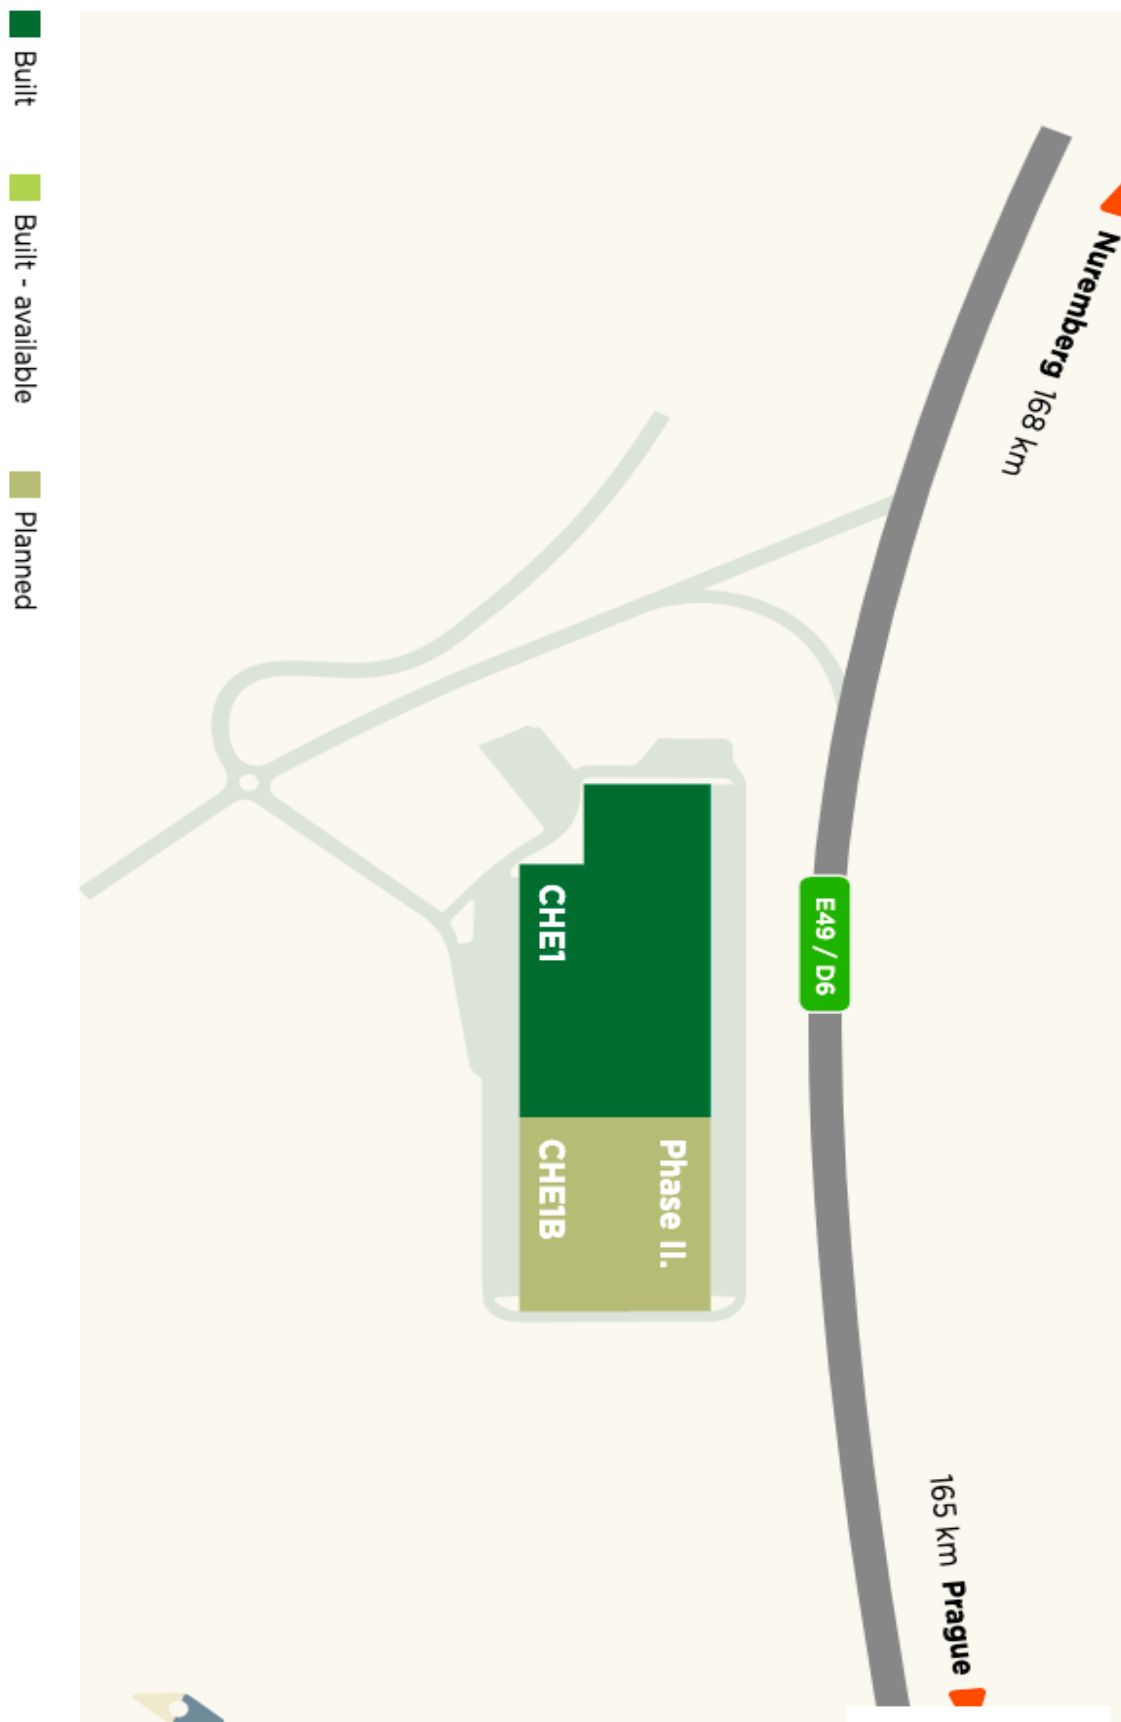 Nuremberg 168 km
E49 / D6
165 km Prague
Phase II.
CHE1
CHE1B
Built
Built - available
Planned